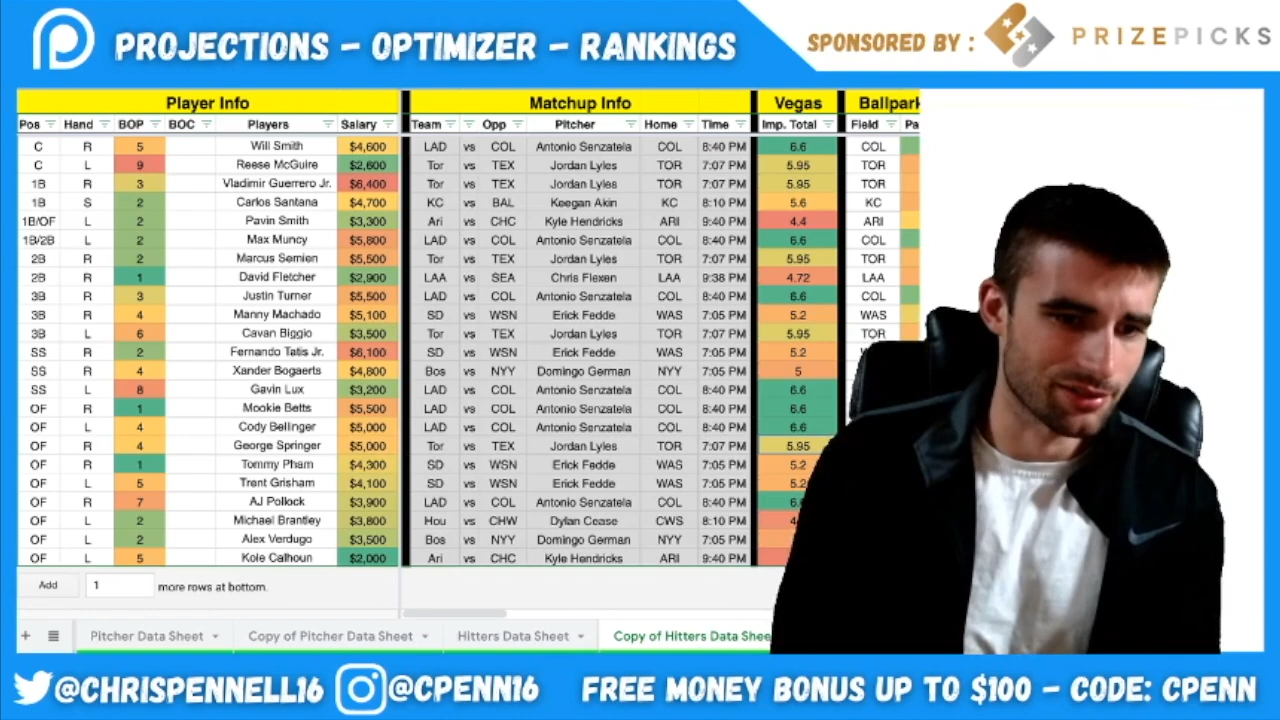 PROJECTIONS - OPTIMIZER - RANKINGS
SPONSORED BY : PRIZEPICKS
Player Info Matchup Info Vegas Ballpark
Pos Hand BOP BOC Players Salary Team Opp Pitcher Home Time Imp. Total Field Pa
C R 5 Will Smith $4,600 LAD vs COL Antonio Senzatela COL 8:40 PM 6.6 COL
C L 9 Reese McGuire $2,600 Tor vs TEX Jordan Lyles TOR 7:07 PM 5.95 TOR
1B R 3 Vladimir Guerrero Jr. $6,400 Tor vs TEX Jordan Lyles TOR 7:07 PM 5.95 TOR
1B S 2 Carlos Santana $4,700 KC vs BAL Keegan Akin KC 8:10 PM 5.6 KC
1B/OF L 2 Pavin Smith $3,300 Ari vs CHC Kyle Hendricks ARI 9:40 PM 4.4 ARI
1B/2B L 2 Max Muncy $5,800 LAD vs COL Antonio Senzatela COL 8:40 PM 6.6 COL
2B R 2 Marcus Semien $5,500 Tor vs TEX Jordan Lyles TOR 7:07 PM 5.95 TOR
2B R 1 David Fletcher $2,900 LAA vs SEA Chris Flexen LAA 9:38 PM 4.72 LAA
3B R 3 Justin Turner $5,500 LAD vs COL Antonio Senzatela COL 8:40 PM 6.6 COL
3B R 4 Manny Machado $5,100 SD vs WSN Erick Fedde WAS 7:05 PM 5.2 WAS
3B L 6 Cavan Biggio $3,500 Tor vs TEX Jordan Lyles TOR 7:07 PM 5.95 TOR
SS R 2 Fernando Tatis Jr. $6,100 SD vs WSN Erick Fedde WAS 7:05 PM 5.2
SS R 4 Xander Bogaerts $4,800 Bos vs NYY Domingo German NYY 7:05 PM 5
SS L 8 Gavin Lux $3,200 LAD vs COL Antonio Senzatela COL 8:40 PM 6.6
OF R 1 Mookie Betts $5,500 LAD vs COL Antonio Senzatela COL 8:40 PM 6.6
OF L 4 Cody Bellinger $5,000 LAD vs COL Antonio Senzatela COL 8:40 PM 6.6
OF R 4 George Springer $5,000 Tor vs TEX Jordan Lyles TOR 7:07 PM 5.95
OF R 1 Tommy Pham $4,300 SD vs WSN Erick Fedde WAS 7:05 PM 5.2
OF L 5 Trent Grisham $4,100 SD vs WSN Erick Fedde WAS 7:05 PM 5.2
OF R 7 AJ Pollock $3,900 LAD vs COL Antonio Senzatela COL 8:40 PM
OF L 2 Michael Brantley $3,800 Hou vs CHW Dylan Cease CWS 8:10 PM
OF L 2 Alex Verdugo $3,500 Bos vs NYY Domingo German NYY 7:05 PM
OF L 5 Kole Calhoun $2,000 Ari vs CHC Kyle Hendricks ARI 9:40 PM
Add 1 more rows at bottom.
+ Pitcher Data Sheet Copy of Pitcher Data Sheet Hitters Data Sheet Copy of Hitters Data Shee
@CHRISPENNELL16 @CPENN16 FREE MONEY BONUS UP TO $100 - CODE: CPENN